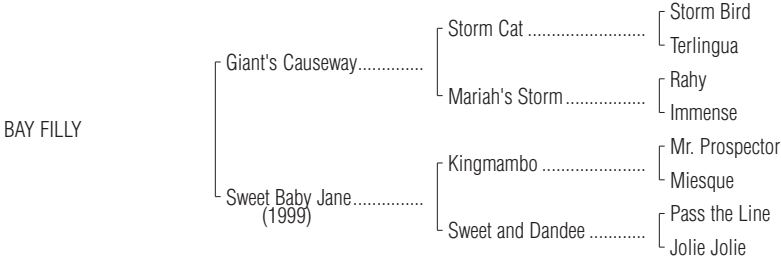 Storm Bird
Storm Cat ........................
Terlingua
Giant's Causeway..............
Rahy
Mariah's Storm .................
Immense
BAY FILLY
Mr. Prospector
Kingmambo ......................
Miesque
Sweet Baby Jane...............
(1999)
Pass the Line
Sweet and Dandee ............
Jolie Jolie